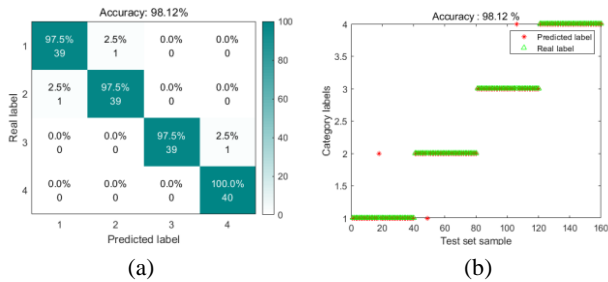 Accuracy: 98.12%
1 97.5% 2.5% 0.0% 0.0%
39 1 0 0
2 2.5% 97.5% 0.0% 0.0%
1 39 0 0
3 0.0% 0.0% 97.5% 2.5%
0 0 39 1
4 0.0% 0.0% 0.0% 100.0%
0 0 0 40
1 2 3 4
Predicted label
Real label
100
80
60
40
20
0
(a)
Accuracy : 98.12 %
Predicted label
Real label
4
3.5
3
2.5
2
1.5
1
Category labels
0 20 40 60 80 100 120 140 160
Test set sample
(b)